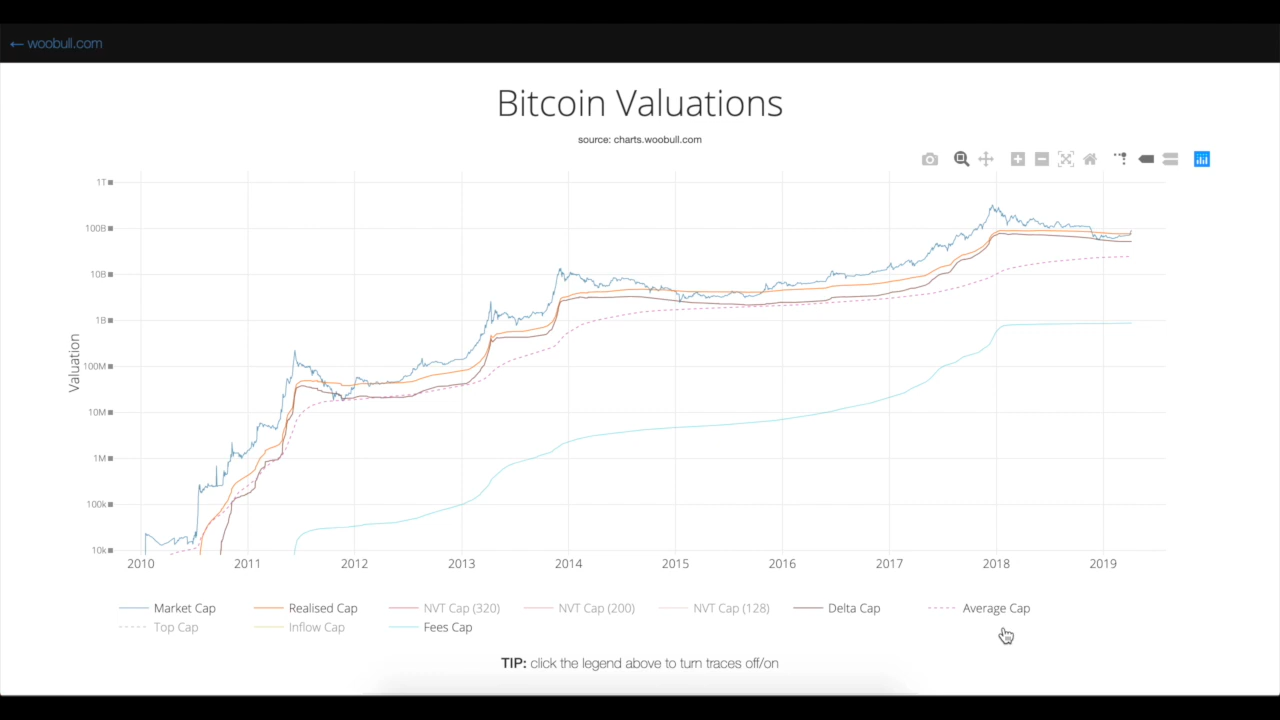 ← woobull.com
Bitcoin Valuations
source: charts.woobull.com
1T
100B
10B
1B
100M
10M
1M
100k
10k
Valuation
2010 2011 2012 2013 2014 2015 2016 2017 2018 2019
Market Cap Realised Cap NVT Cap (320) NVT Cap (200) NVT Cap (128) Delta Cap Average Cap
Top Cap Inflow Cap Fees Cap
TIP: click the legend above to turn traces off/on